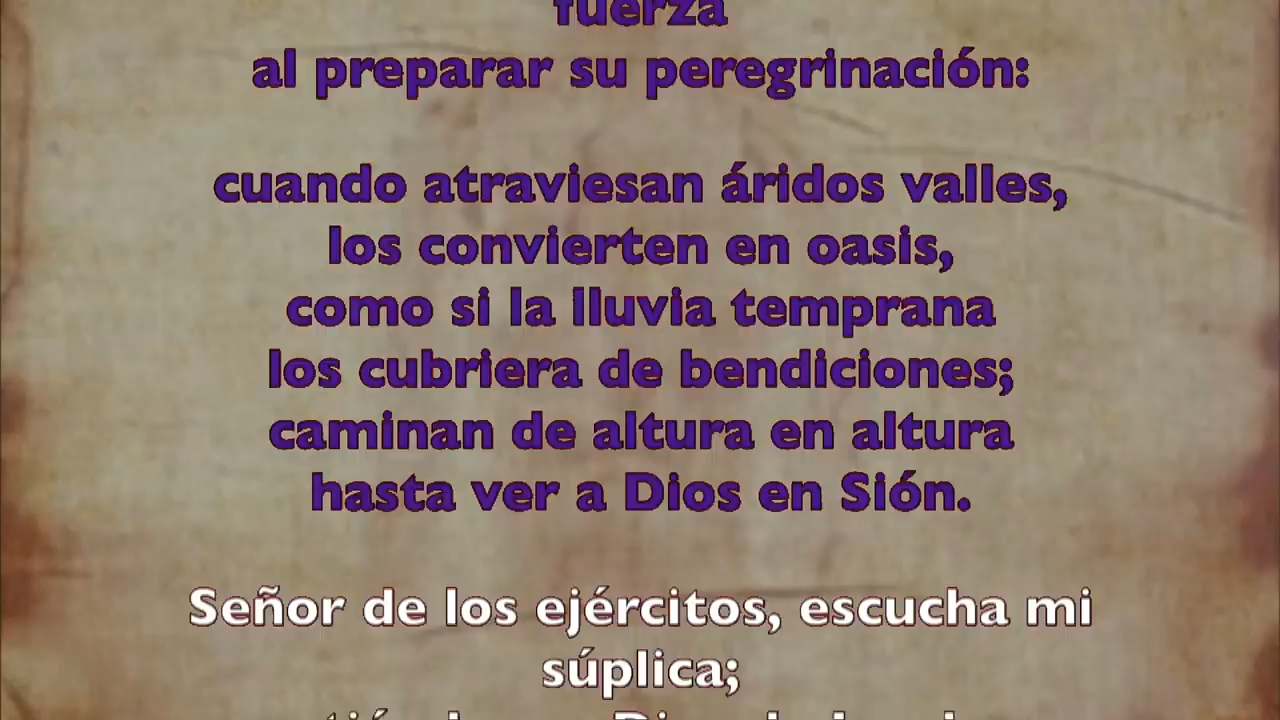 fuerza
al preparar su peregrinación:
cuando atraviesan áridos valles,
los convierten en oasis,
como si la lluvia temprana
los cubriera de bendiciones;
caminan de altura en altura
hasta ver a Dios en Sión.
Señor de los ejércitos, escucha mi
súplica;